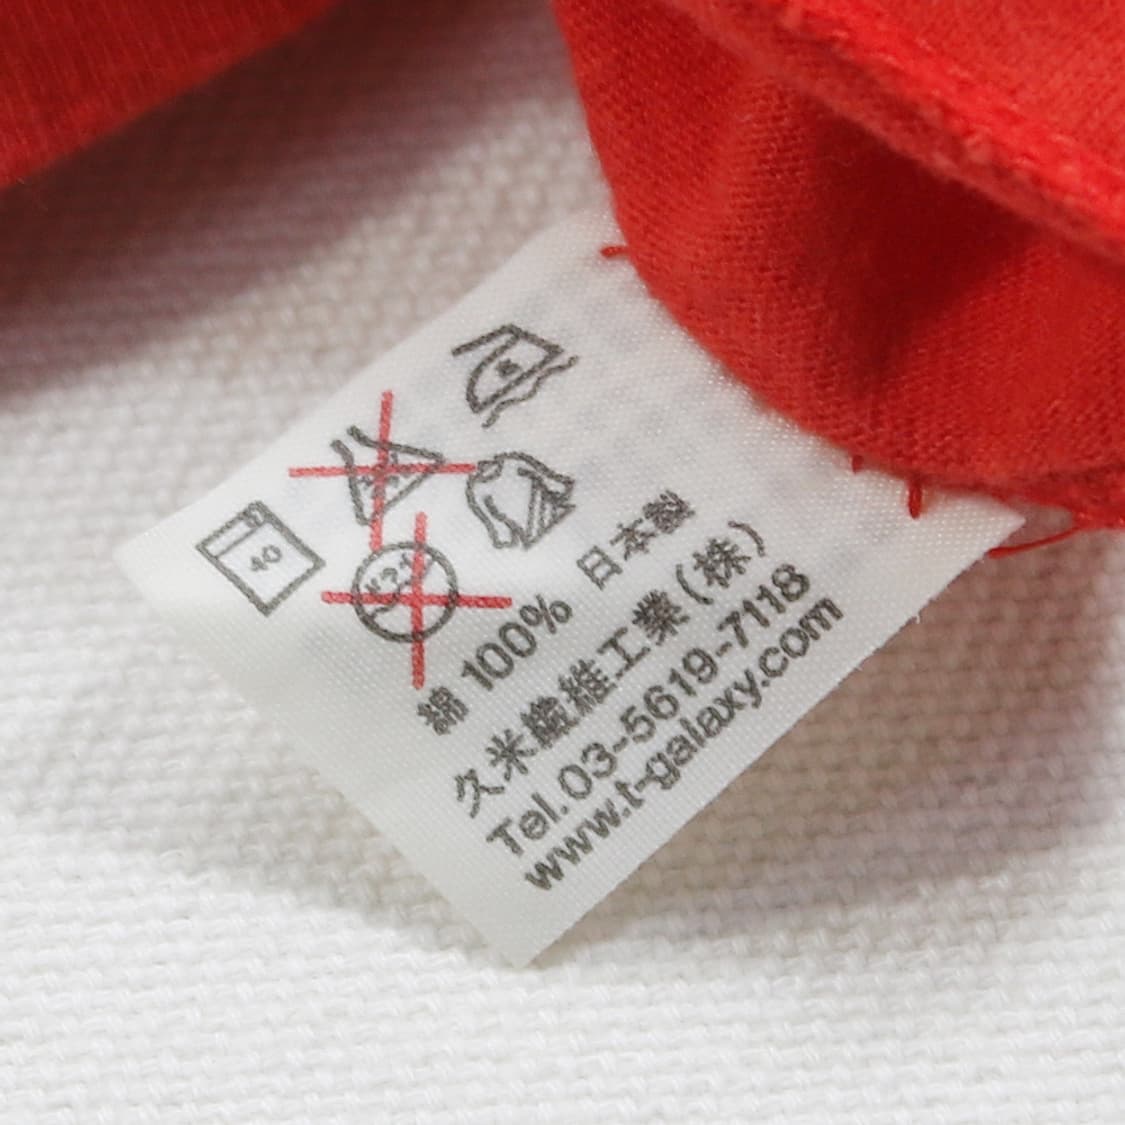 40
綿 100% 日本製
久米繊維工業(株)
Tel.03-5619-7118
www.t-galaxy.com